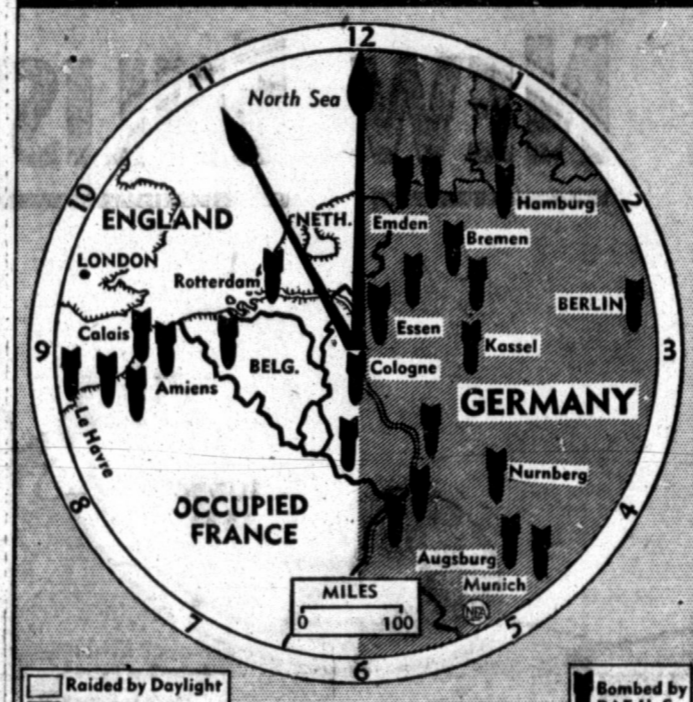 12
11
1
North Sea
10
2
ENGLAND
NETH.
Emden
Hamburg
Bremen
LONDON
Rotterdam
BERLIN
Calais
Essen
Kassel
9
3
BELG.
Cologne
Amiens
GERMANY
Le Havre
Nurnberg
8
4
OCCUPIED
FRANCE
Augsburg
Munich
MILES
0 100
NEA
7
5
6
Raided by Daylight
Bombed by